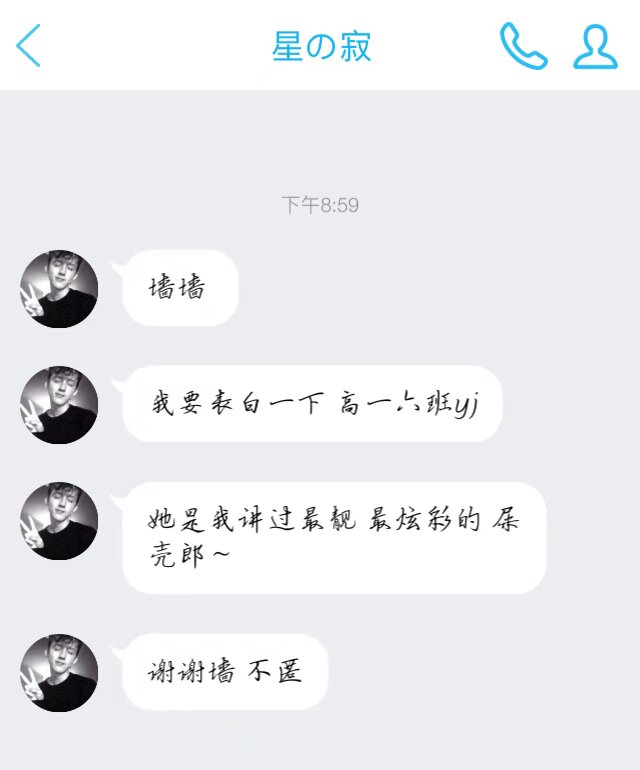 星の寂
下午8:59
墙墙
我要表白一下 高一六班yj
她是我讲过最靓 最炫彩的 屎
壳郎～
谢谢墙 不匿